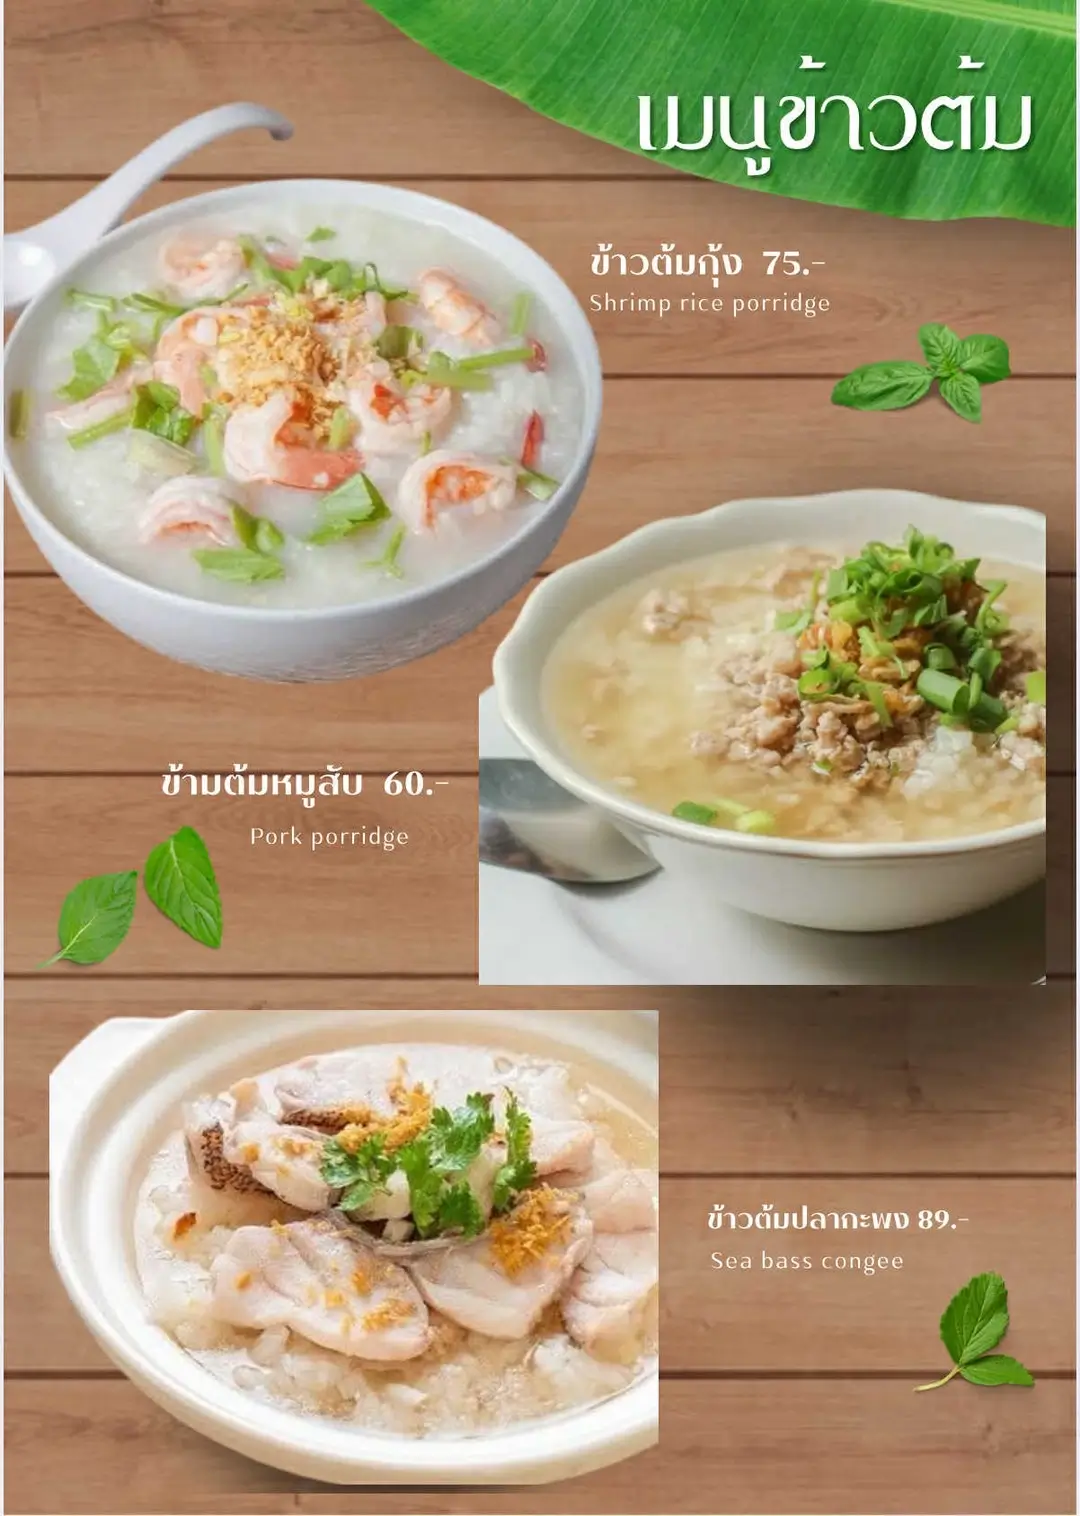 เมนูข้าวต้ม
ข้าวต้มกุ้ง 75.-
Shrimp rice porridge
ข้ามต้มหมูสับ 60.-
Pork porridge
ข้าวต้มปลากะพง 89.-
Sea bass congee